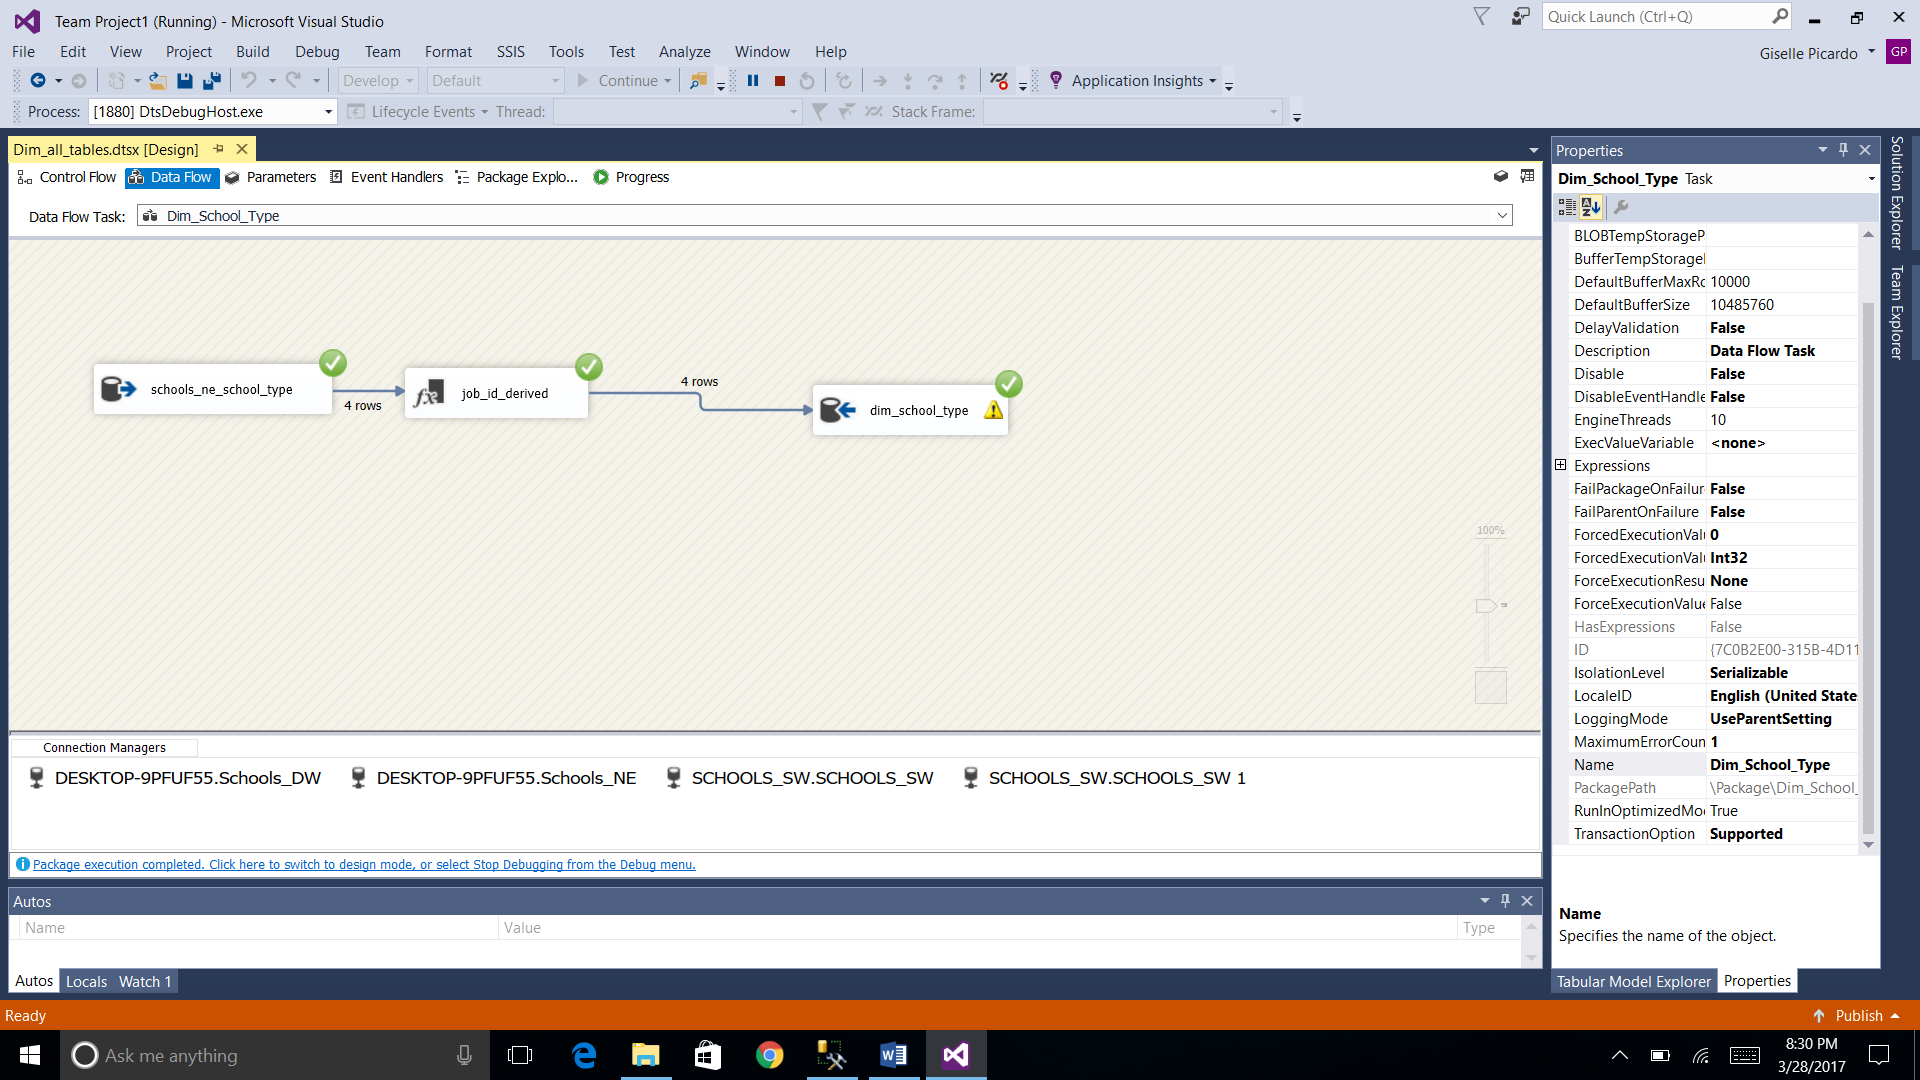 Team Project1 (Running) - Microsoft Visual Studio
Quick Launch (Ctrl+Q)
File Edit View Project Build Debug Team Format SSIS Tools Test Analyze Window Help
Giselle Picardo GP
Develop Default Continue Application Insights
Process: [1880] DtsDebugHost.exe Lifecycle Events Thread: Stack Frame:
Dim_all_tables.dtsx [Design]
Control Flow Data Flow Parameters Event Handlers Package Explo... Progress
Data Flow Task: Dim_School_Type
schools_ne_school_type
4 rows
job_id_derived
4 rows
dim_school_type
100%
Connection Managers
DESKTOP-9PFUF55.Schools_DW DESKTOP-9PFUF55.Schools_NE SCHOOLS_SW.SCHOOLS_SW SCHOOLS_SW.SCHOOLS_SW 1
Package execution completed. Click here to switch to design mode, or select Stop Debugging from the Debug menu.
Autos
Name Value Type
Autos Locals Watch 1
Properties
Dim_School_Type Task
BLOBTempStorageP
BufferTempStorage
DefaultBufferMaxRo 10000
DefaultBufferSize 10485760
DelayValidation False
Description Data Flow Task
Disable False
DisableEventHandle False
EngineThreads 10
ExecValueVariable <none>
Expressions
FailPackageOnFailur False
FailParentOnFailure False
ForcedExecutionVal 0
ForcedExecutionVal Int32
ForceExecutionResu None
ForceExecutionValue False
HasExpressions False
ID {7C0B2E00-315B-4D11
IsolationLevel Serializable
LocaleID English (United State
LoggingMode UseParentSetting
MaximumErrorCoun 1
Name Dim_School_Type
PackagePath \Package\Dim_School_
RunInOptimizedMo True
TransactionOption Supported
Name
Specifies the name of the object.
Tabular Model Explorer Properties
Solution Explorer
Team Explorer
Ready
Publish
Ask me anything
8:30 PM
3/28/2017